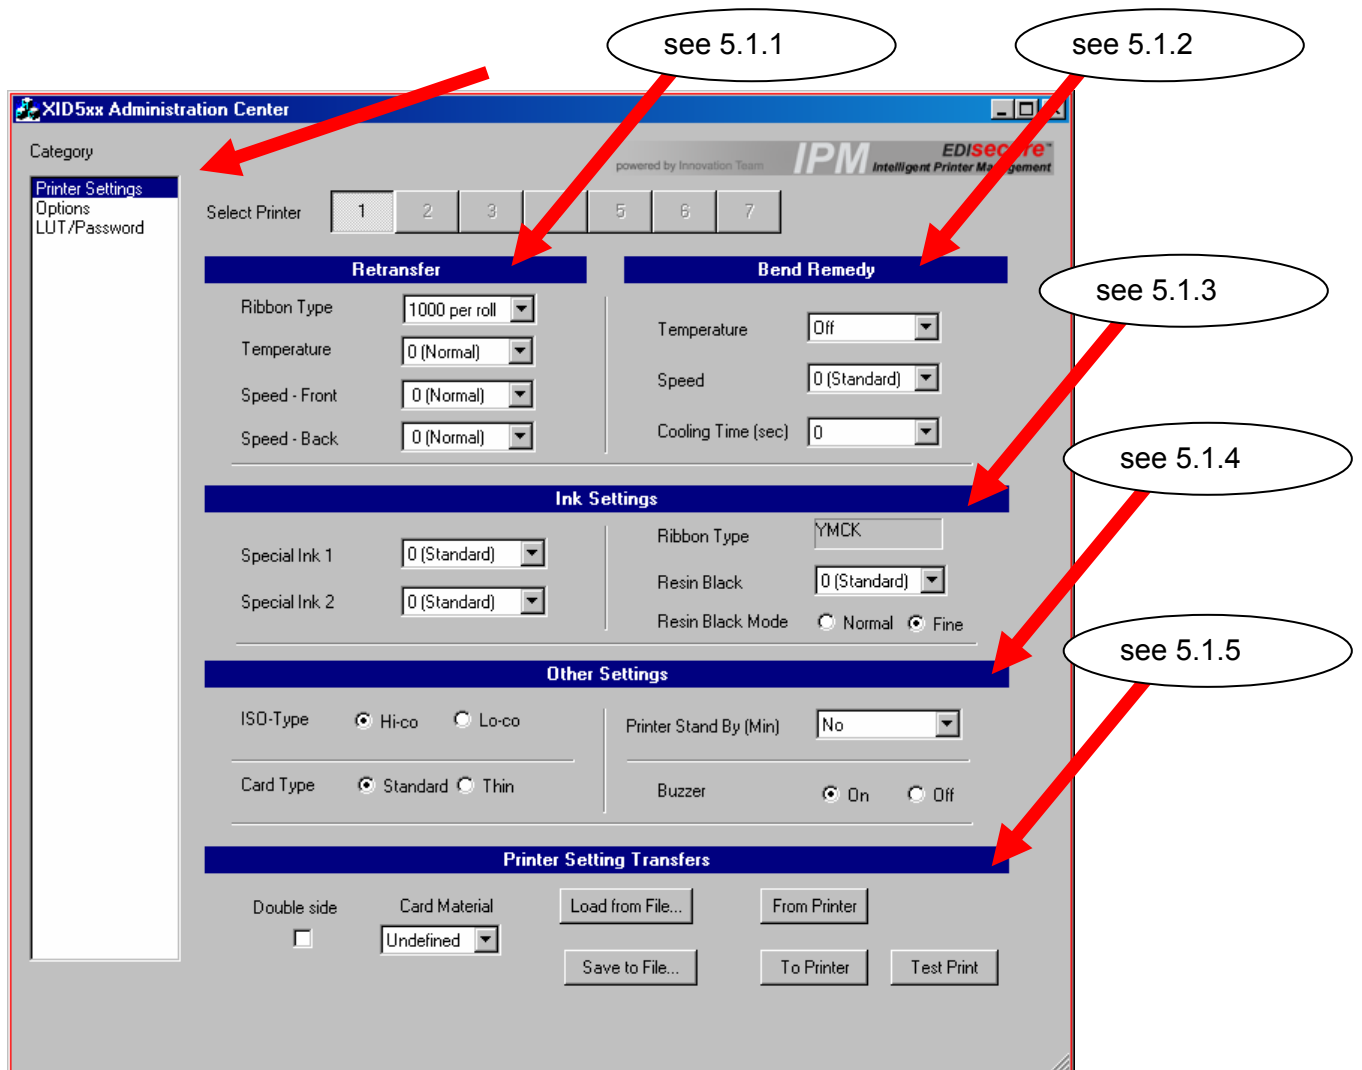 see 5.1.1
see 5.1.2
XID5xx Administration Center
Category
powered by Innovation Team
IPM
EDIsecure™
Intelligent Printer Management
Printer Settings
Options
LUT/Password
Select Printer
1 2 3 5 6 7
Retransfer
Bend Remedy
see 5.1.3
Ribbon Type 1000 per roll
Temperature 0 (Normal)
Speed - Front 0 (Normal)
Speed - Back 0 (Normal)
Temperature Off
Speed 0 (Standard)
Cooling Time (sec) 0
see 5.1.4
Ink Settings
Special Ink 1 0 (Standard)
Special Ink 2 0 (Standard)
Ribbon Type YMCK
Resin Black 0 (Standard)
Resin Black Mode Normal Fine
see 5.1.5
Other Settings
ISO-Type Hi-co Lo-co
Printer Stand By (Min) No
Card Type Standard Thin
Buzzer On Off
Printer Setting Transfers
Double side
Card Material
Undefined
Load from File...
From Printer
Save to File...
To Printer
Test Print